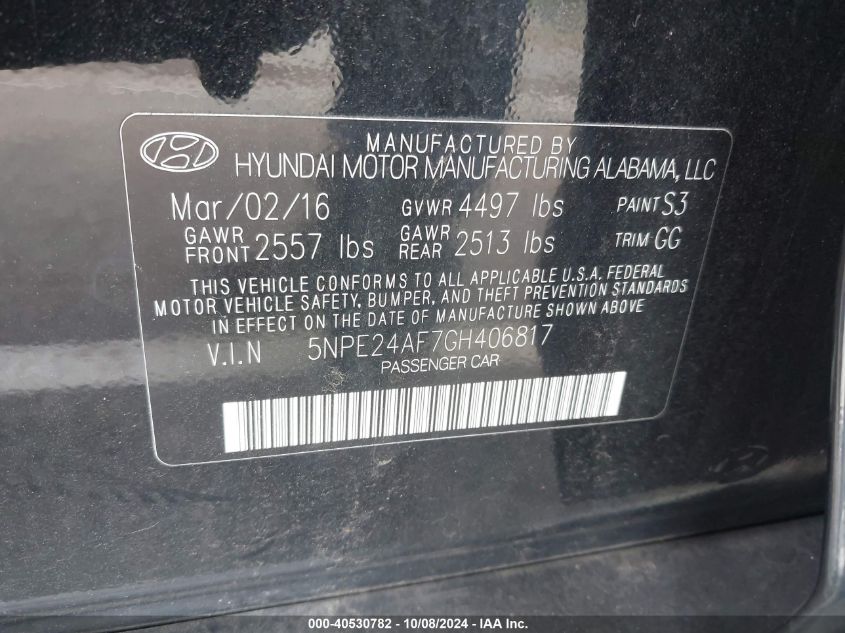 MANUFACTURED BY
HYUNDAI MOTOR MANUFACTURING ALABAMA, LLC
Mar/02/16 GVWR 4497 lbs PAINT S3
GAWR FRONT 2557 lbs GAWR REAR 2513 lbs TRIM GG
THIS VEHICLE CONFORMS TO ALL APPLICABLE U.S.A. FEDERAL
MOTOR VEHICLE SAFETY, BUMPER, AND THEFT PREVENTION STANDARDS
IN EFFECT ON THE DATE OF MANUFACTURE SHOWN ABOVE
V.I.N 5NPE24AF7GH406817
PASSENGER CAR
000-40530782 - 10/08/2024 - IAA Inc.